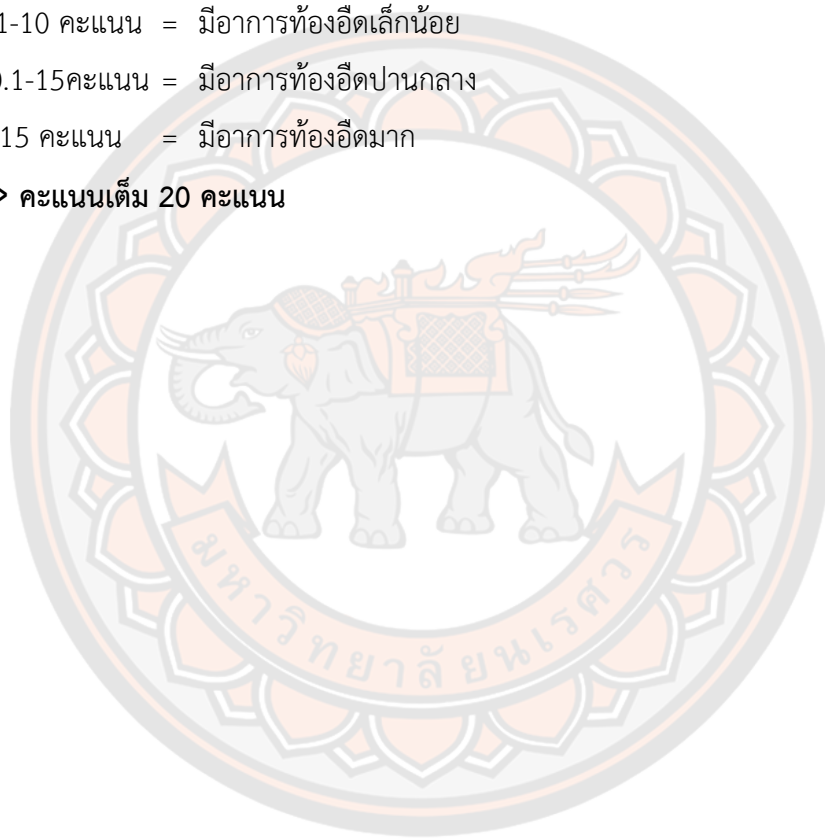 1-10 คะแนน = มีอาการท้องอืดเล็กน้อย
.1-15คะแนน = มีอาการท้องอืดปานกลาง
15 คะแนน = มีอาการท้องอืดมาก
> คะแนนเต็ม 20 คะแนน
มหาวิทยาลัยนเรศวร